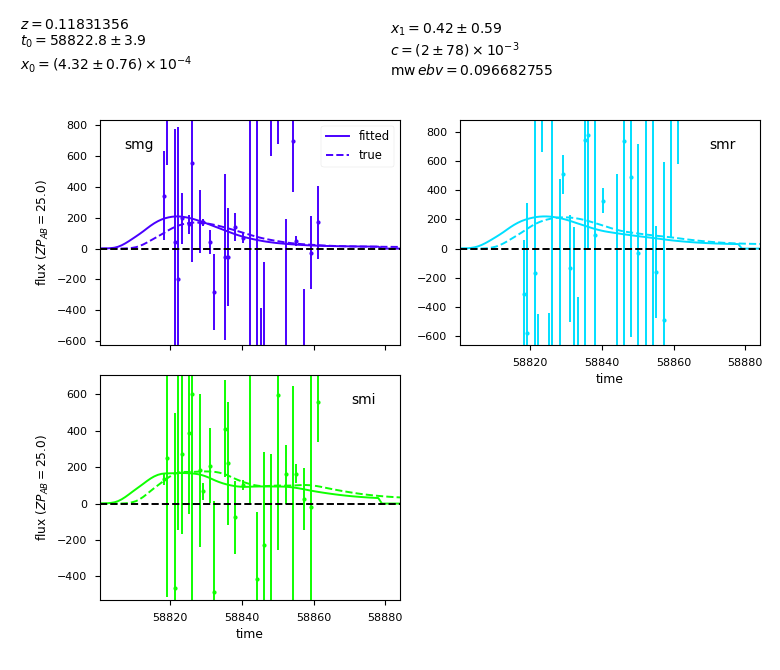 z = 0.11831356
t₀ = 58822.8 ± 3.9
x₀ = (4.32 ± 0.76) × 10⁻⁴
x₁ = 0.42 ± 0.59
c = (2 ± 78) × 10⁻³
mw ebv = 0.096682755
smg
fitted
true
800
600
400
200
0
−200
−400
−600
flux (ZP_AB = 25.0)
smr
800
600
400
200
0
−200
−400
−600
58820 58840 58860 58880
time
smi
600
400
200
0
−200
−400
flux (ZP_AB = 25.0)
58820 58840 58860 58880
time